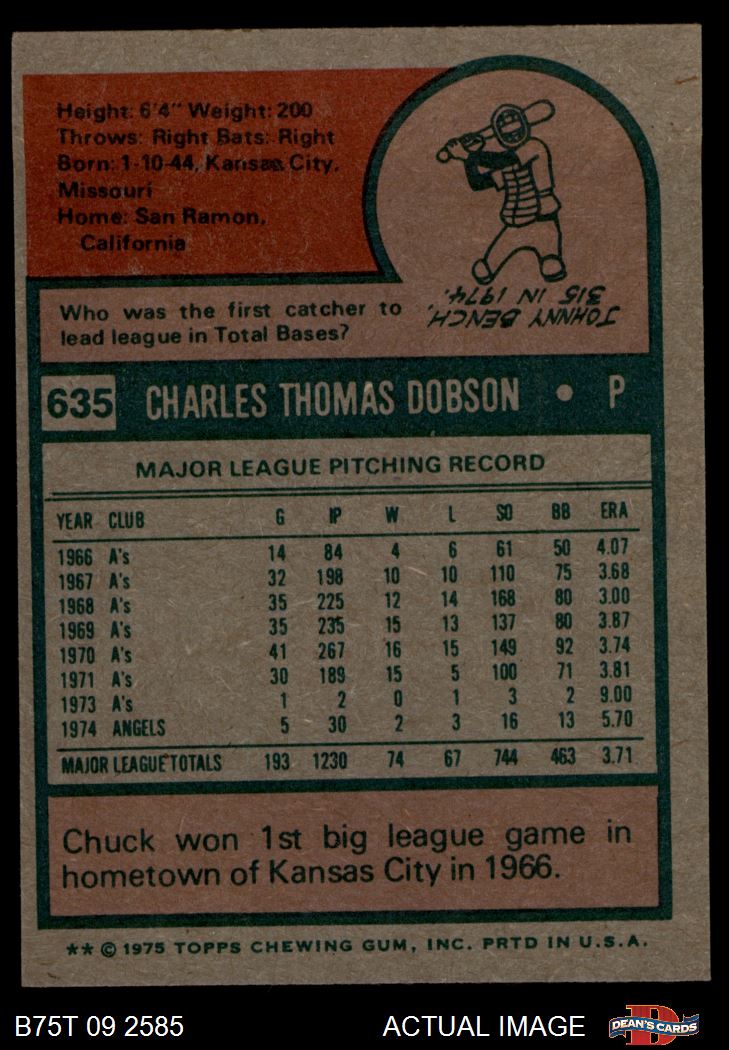 Height: 6'4" Weight: 200
Throws: Right Bats: Right
Born: 1-10-44, Kansas City,
Missouri
Home: San Ramon,
California
Who was the first catcher to
lead league in Total Bases?
JOHNNY BENCH,
315 IN 1974.
635 CHARLES THOMAS DOBSON • P
MAJOR LEAGUE PITCHING RECORD
YEAR CLUB G IP W L SO BB ERA
1966 A's 14 84 4 6 61 50 4.07
1967 A's 32 198 10 10 110 75 3.68
1968 A's 35 225 12 14 168 80 3.00
1969 A's 35 235 15 13 137 80 3.87
1970 A's 41 267 16 15 149 92 3.74
1971 A's 30 189 15 5 100 71 3.81
1973 A's 1 2 0 1 3 2 9.00
1974 ANGELS 5 30 2 3 16 13 5.70
MAJOR LEAGUE TOTALS 193 1230 74 67 744 463 3.71
Chuck won 1st big league game in
hometown of Kansas City in 1966.
** © 1975 TOPPS CHEWING GUM, INC. PRTD IN U.S.A.
B75T 09 2585 ACTUAL IMAGE D DEAN'S CARDS